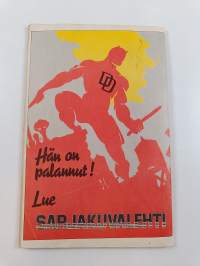 DD
Hän on
palannut!
Lue
SARJAKUVALEHTI